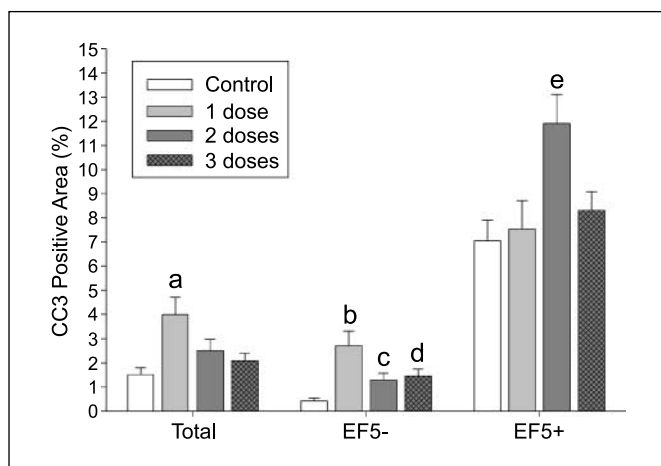 CC3 Positive Area (%)
15
14
13
12
11
10
9
8
7
6
5
4
3
2
1
0
Control
1 dose
2 doses
3 doses
a
b
c
d
e
Total
EF5-
EF5+